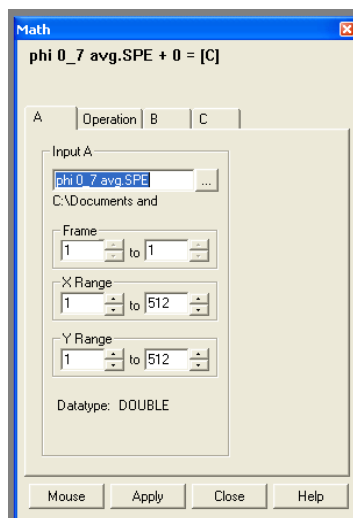 Math
phi 0_7 avg.SPE + 0 = [C]
A Operation B C
Input A
phi 0_7 avg.SPE ...
C:\Documents and
Frame
1 to 1
X Range
1 to 512
Y Range
1 to 512
Datatype: DOUBLE
Mouse Apply Close Help